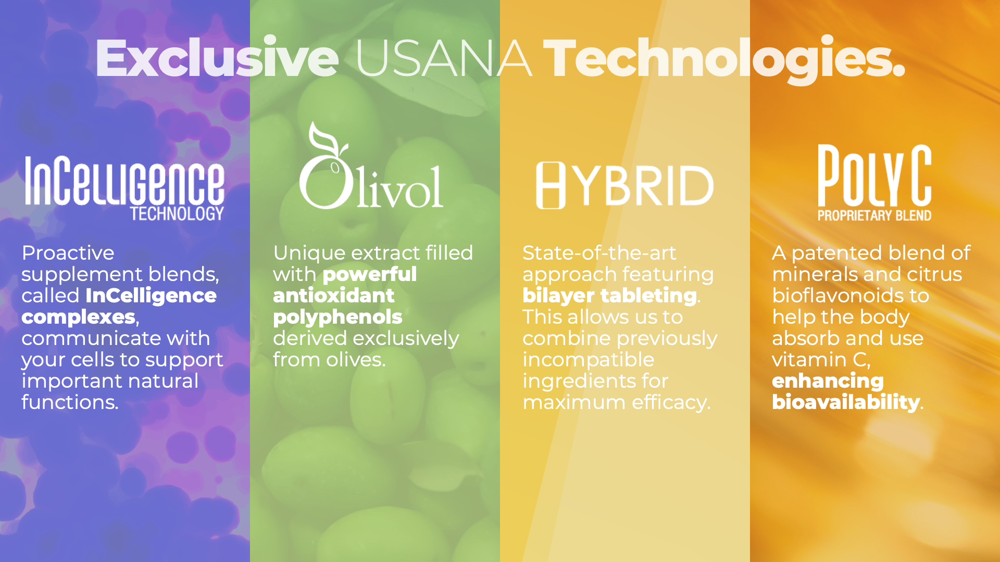 Exclusive USANA Technologies.
InCelligence
TECHNOLOGY
Proactive
supplement blends,
called InCelligence
complexes,
communicate with
your cells to support
important natural
functions.
Olivol
Unique extract filled
with powerful
antioxidant
polyphenols
derived exclusively
from olives.
HYBRID
State-of-the-art
approach featuring
bilayer tableting.
This allows us to
combine previously
incompatible
ingredients for
maximum efficacy.
POLYC
PROPRIETARY BLEND
A patented blend of
minerals and citrus
bioflavonoids to
help the body
absorb and use
vitamin C,
enhancing
bioavailability.